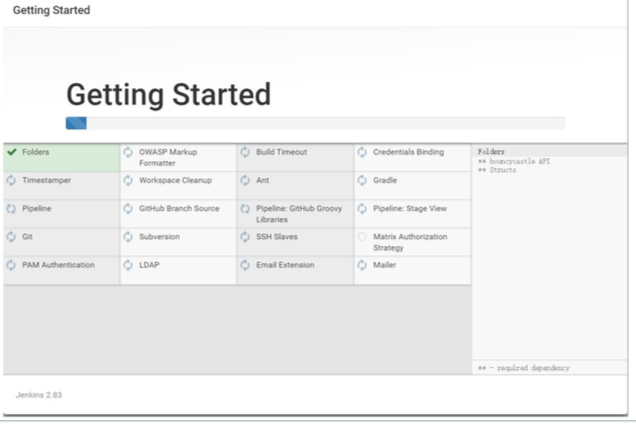 Getting Started
Getting Started
Folders
OWASP Markup
Formatter
Build Timeout
Credentials Binding
Folders
** bouncycastle API
** Structs
Timestamper
Workspace Cleanup
Ant
Gradle
Pipeline
GitHub Branch Source
Pipeline: GitHub Groovy
Libraries
Pipeline: Stage View
Git
Subversion
SSH Slaves
Matrix Authorization
Strategy
PAM Authentication
LDAP
Email Extension
Mailer
** - required dependency
Jenkins 2.83